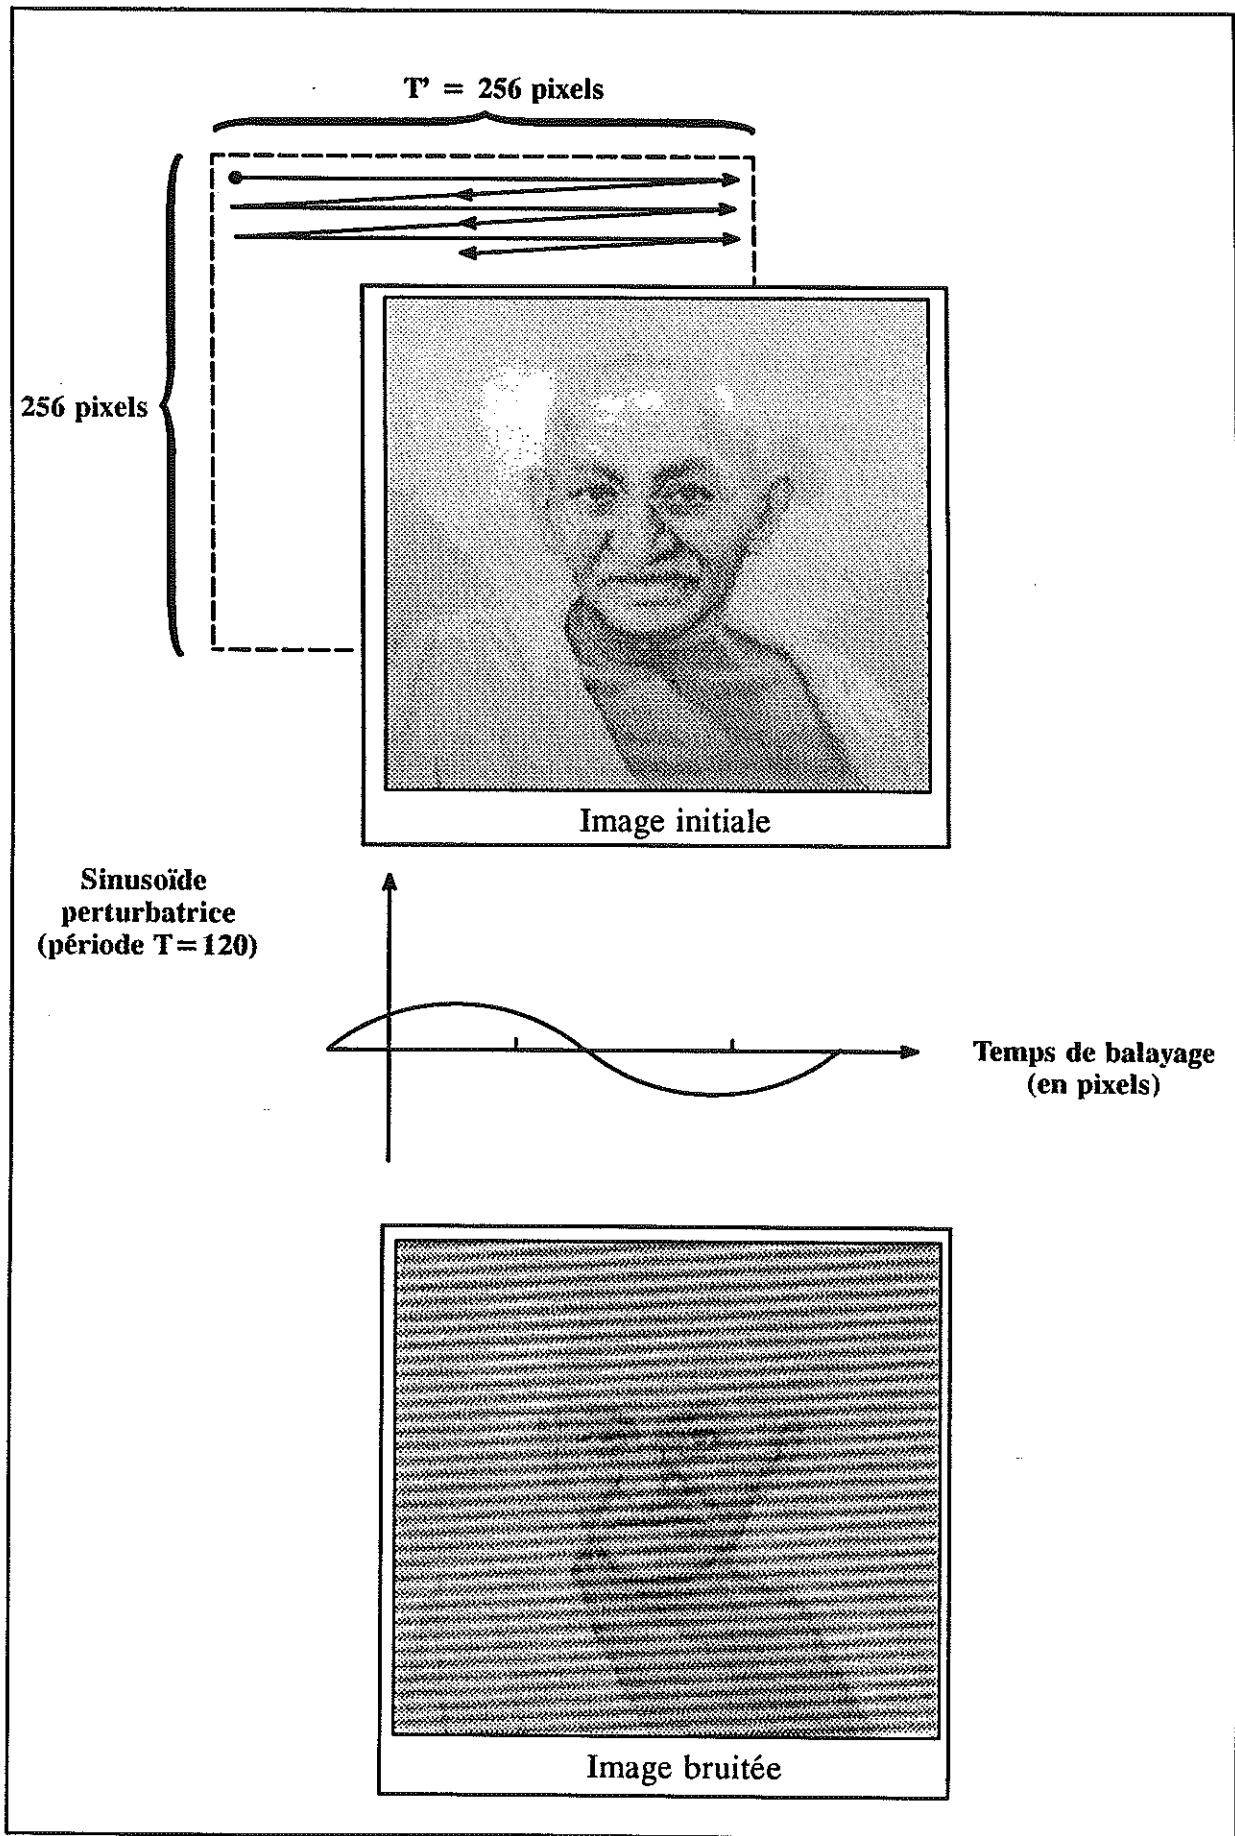 T' = 256 pixels
256 pixels
Image initiale
Sinusoïde
perturbatrice
(période T=120)
Temps de balayage
(en pixels)
Image bruitée